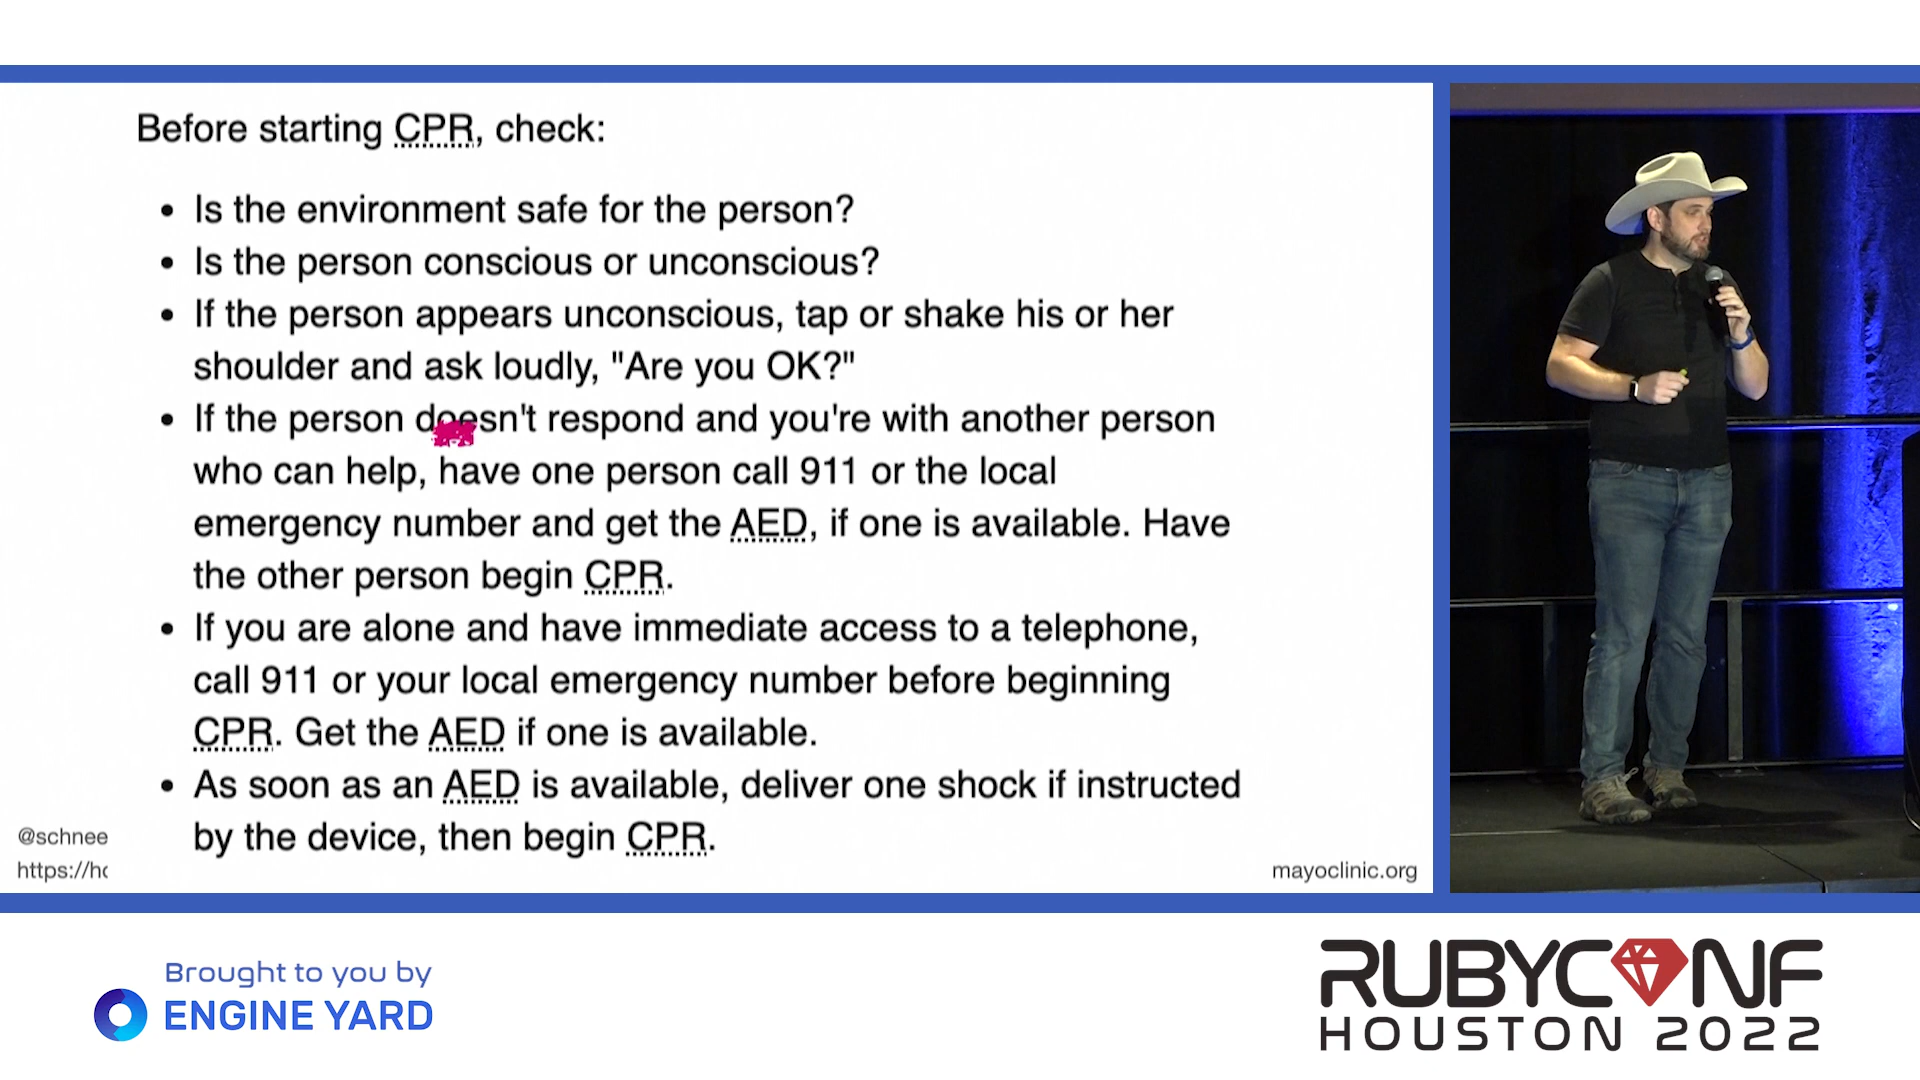 Before starting CPR, check:
• Is the environment safe for the person?
• Is the person conscious or unconscious?
• If the person appears unconscious, tap or shake his or her
shoulder and ask loudly, "Are you OK?"
• If the person doesn't respond and you're with another person
who can help, have one person call 911 or the local
emergency number and get the AED, if one is available. Have
the other person begin CPR.
• If you are alone and have immediate access to a telephone,
call 911 or your local emergency number before beginning
CPR. Get the AED if one is available.
• As soon as an AED is available, deliver one shock if instructed
by the device, then begin CPR.
@schnee
https://ho
mayoclinic.org
Brought to you by
ENGINE YARD
RUBYCONF
HOUSTON 2022